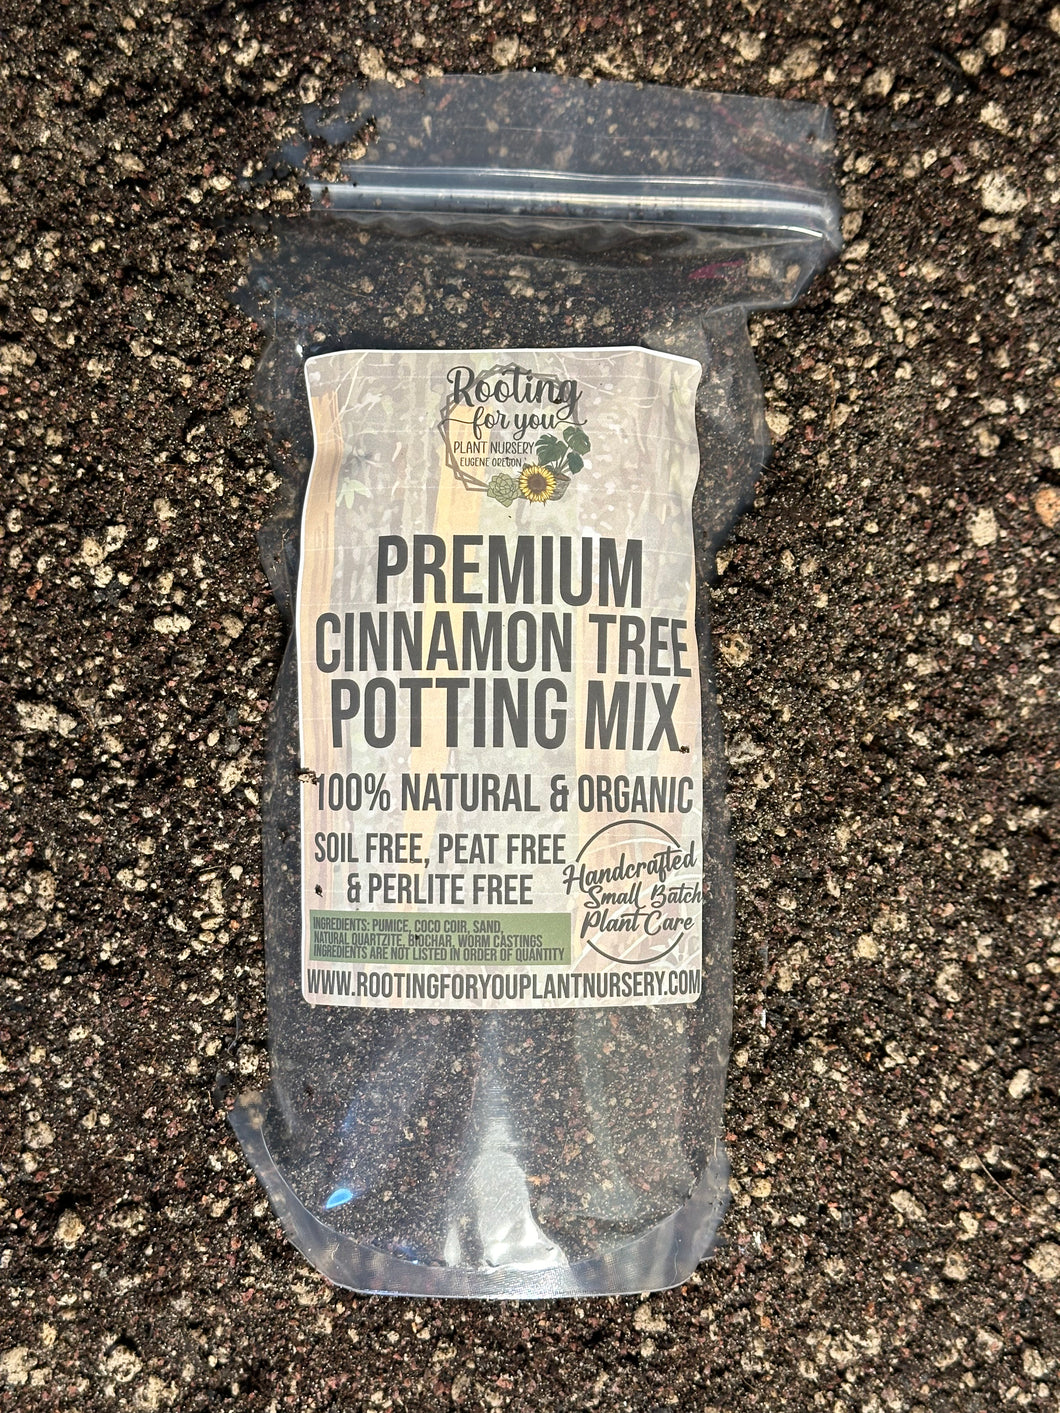 Rooting
for you
PLANT NURSERY
EUGENE OREGON
PREMIUM
CINNAMON TREE
POTTING MIX
100% NATURAL & ORGANIC
SOIL FREE, PEAT FREE
& PERLITE FREE
Handcrafted
Small Batch
Plant Care
INGREDIENTS: PUMICE, COCO COIR, SAND,
NATURAL QUARTZITE, BIOCHAR, WORM CASTINGS
INGREDIENTS ARE NOT LISTED IN ORDER OF QUANTITY
WWW.ROOTINGFORYOUPLANTNURSERY.COM